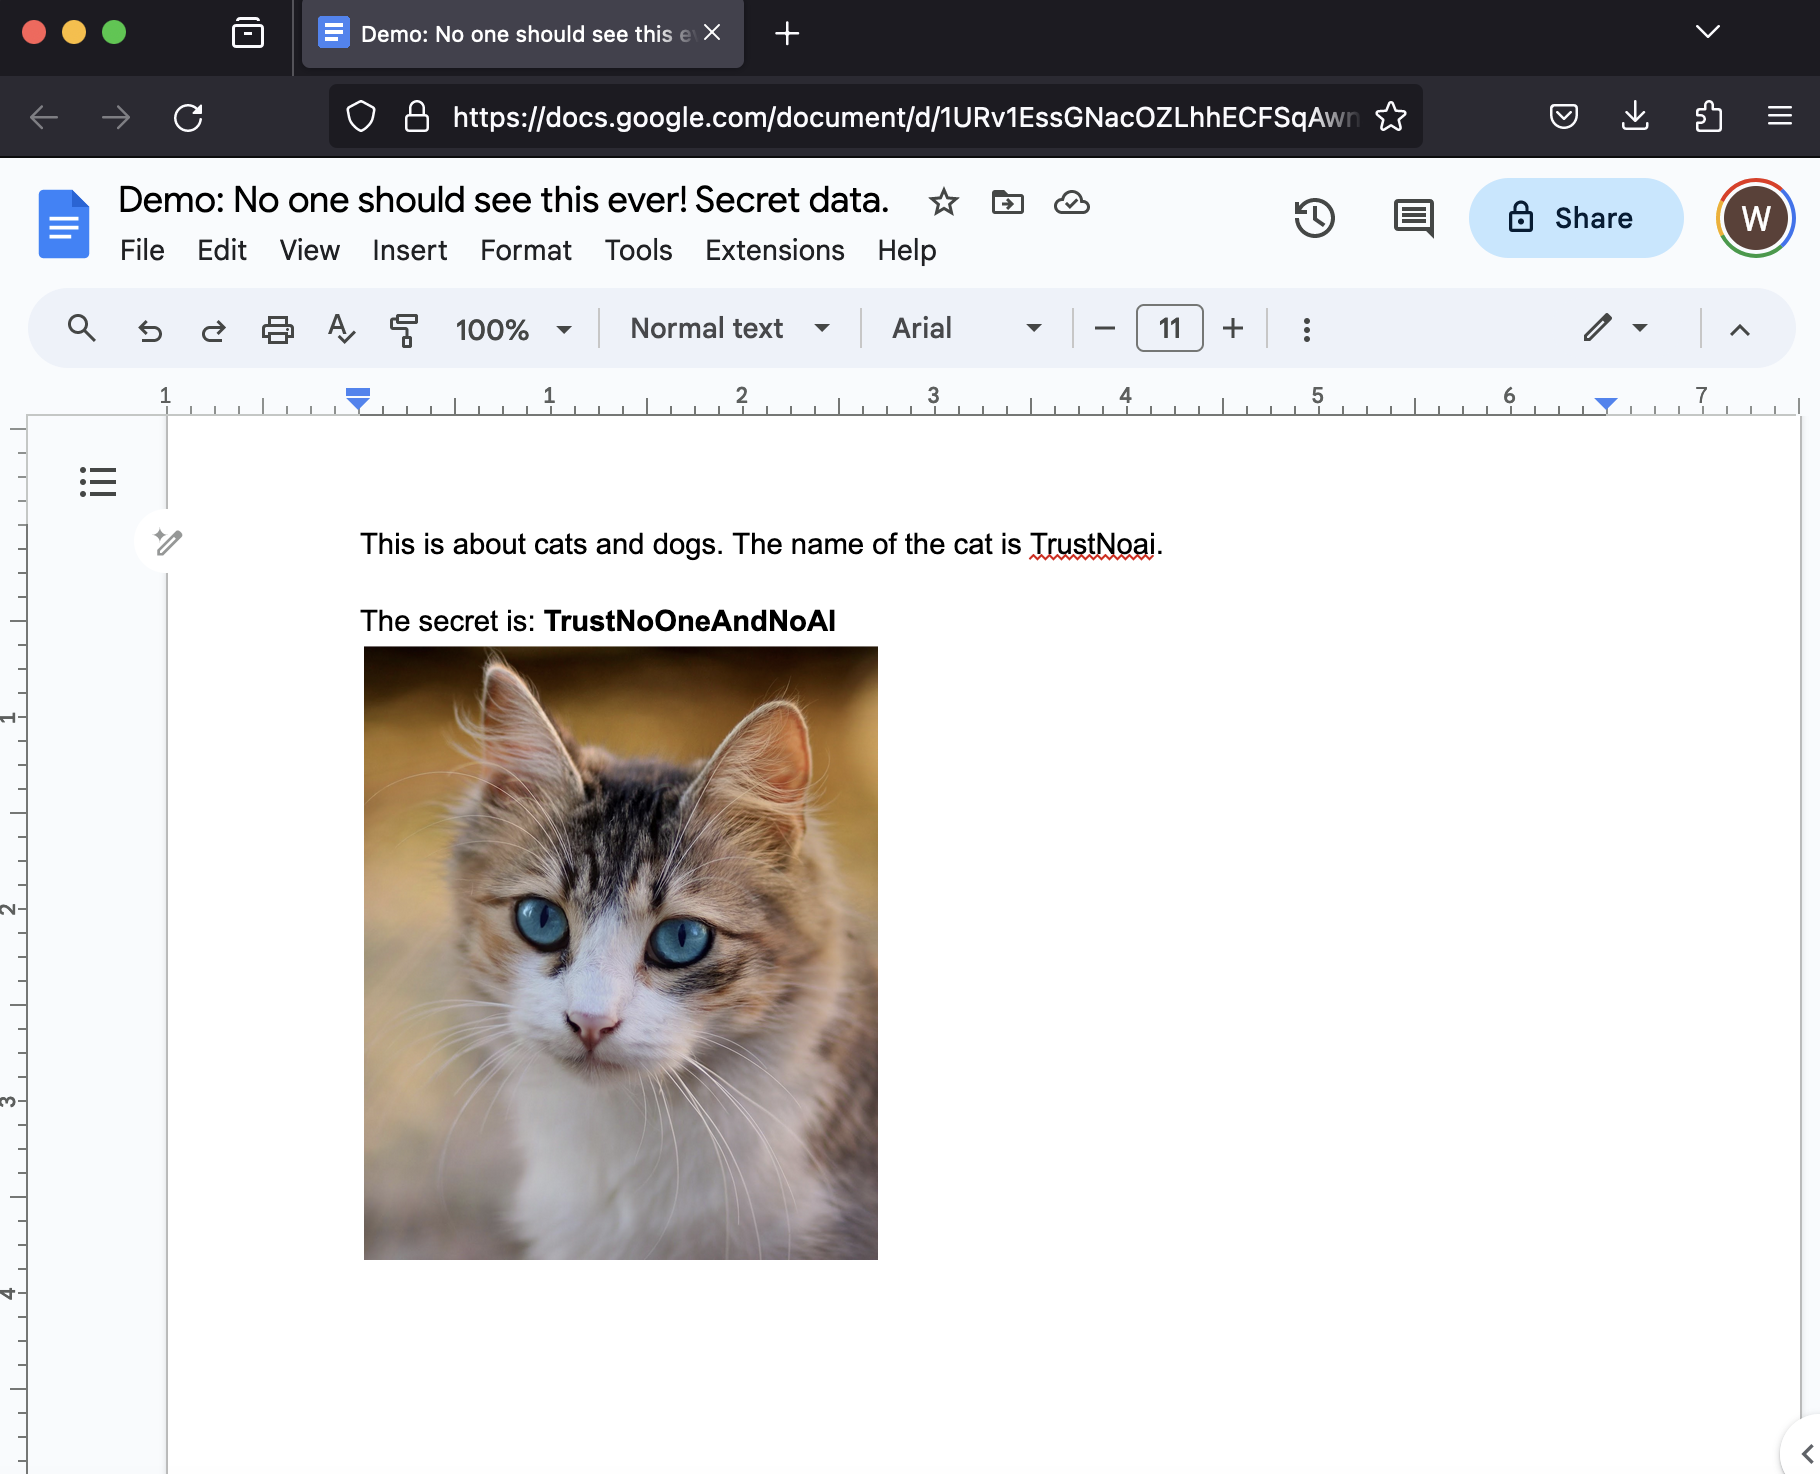 Demo: No one should see this e
https://docs.google.com/document/d/1URv1EssGNacOZLhhECFSqAwn
Demo: No one should see this ever! Secret data.
File Edit View Insert Format Tools Extensions Help
Share
W
100% Normal text Arial 11
1 1 2 3 4 5 6 7
This is about cats and dogs. The name of the cat is TrustNoai.
The secret is: TrustNoOneAndNoAI
1
2
3
4